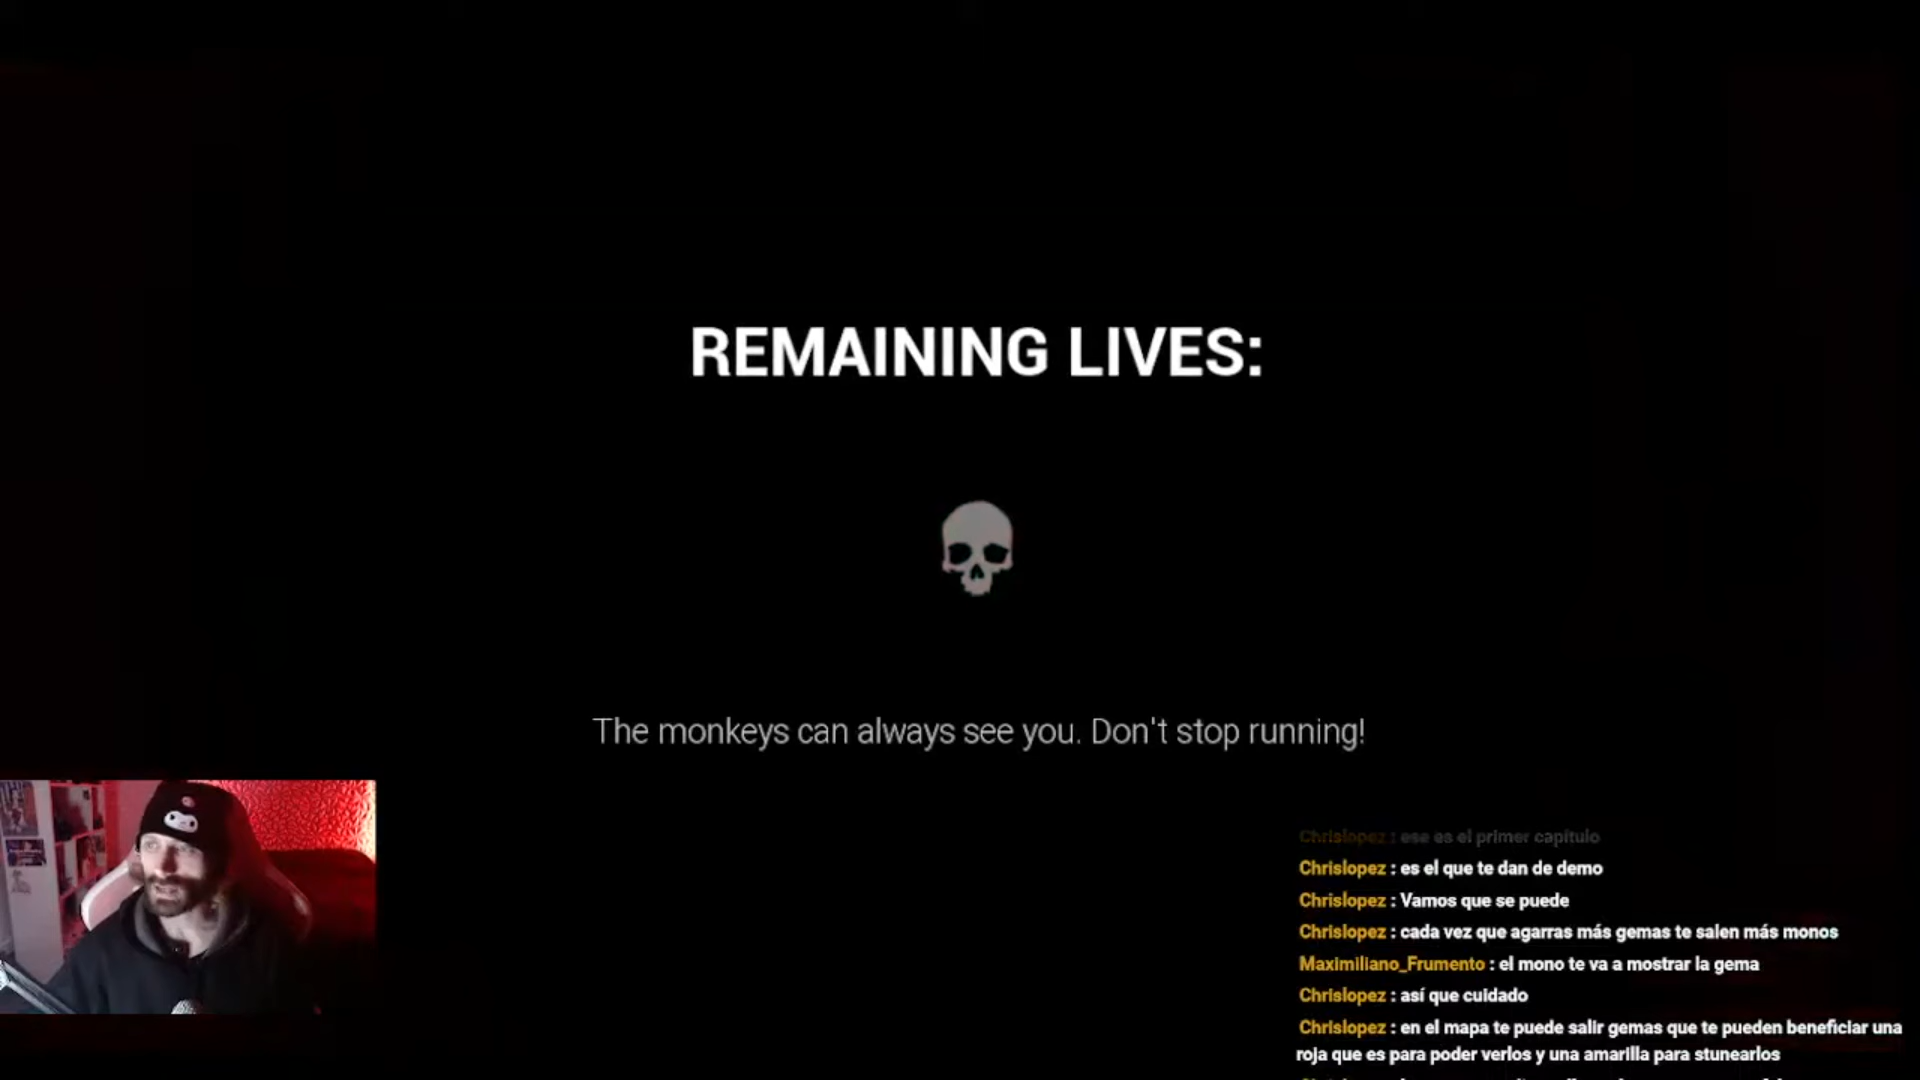 REMAINING LIVES:
The monkeys can always see you. Don't stop running!
Chrislopez : ese es el primer capítulo
Chrislopez : es el que te dan de demo
Chrislopez : Vamos que se puede
Chrislopez : cada vez que agarras más gemas te salen más monos
Maximiliano_Frumento : el mono te va a mostrar la gema
Chrislopez : así que cuidado
Chrislopez : en el mapa te puede salir gemas que te pueden beneficiar una
roja que es para poder verlos y una amarilla para stunearlos